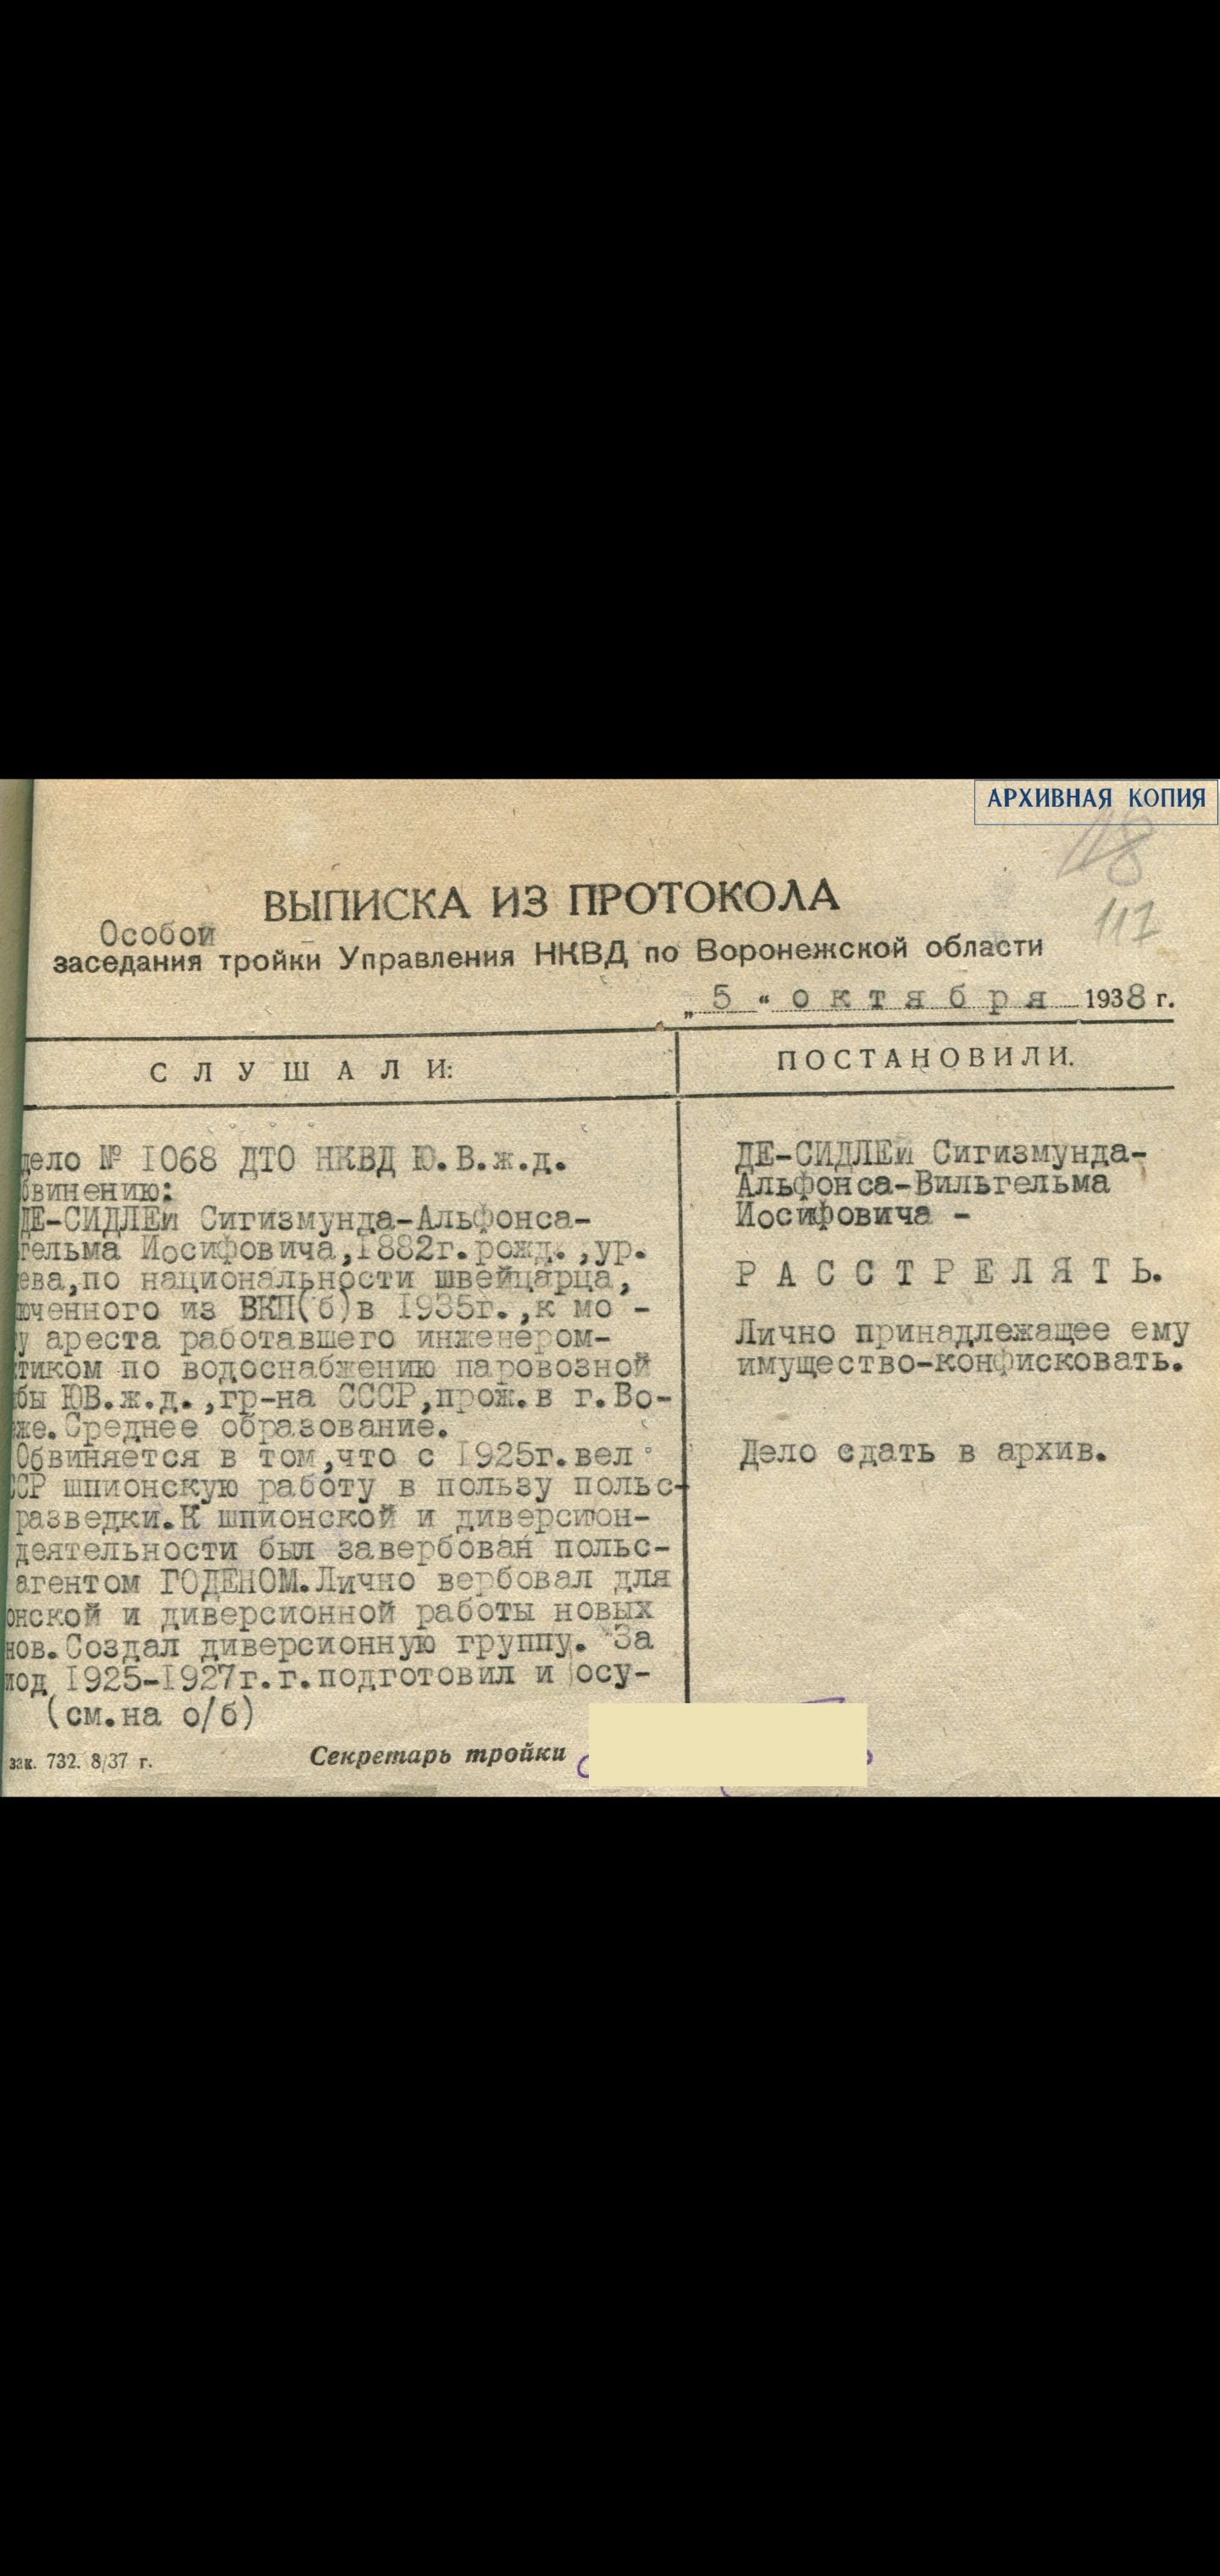 АРХИВНАЯ КОПИЯ
118
117
ВЫПИСКА ИЗ ПРОТОКОЛА
Особой
заседания тройки Управления НКВД по Воронежской области
„ 5 “ октября 1938 г.
СЛУШАЛИ:
дело № 1068 ДТО НКВД Ю.В.ж.д.
бвинению:
ДЕ-СИДЛЕЙ Сигизмунда-Альфонса-
гельма Иосифовича,1882г.рожд.,ур.
ева,по национальности швейцарца,
юченного из ВКП(б)в 1935г.,к мо -
у ареста работавшего инженером-
тиком по водоснабжению паровозной
бы ЮВ.ж.д.,гр-на СССР,прож.в г.Во-
же.Среднее образование.
Обвиняется в том,что с 1925г.вел
ССР шпионскую работу в пользу польс-
разведки.К шпионской и диверсион-
деятельности был завербован польс-
агентом ГОДЕНОМ.Лично вербовал для
онской и диверсионной работы новых
нов.Создал диверсионную группу. За
иод 1925-1927г.г.подготовил и осу-
(см.на о/б)
ПОСТАНОВИЛИ.
ДЕ-СИДЛЕЙ Сигизмунда-
Альфонса-Вильгельма
Иосифовича -
РАССТРЕЛЯТЬ.
Лично принадлежащее ему
имущество-конфисковать.
Дело сдать в архив.
зак. 732. 8/37 г.
Секретарь тройки